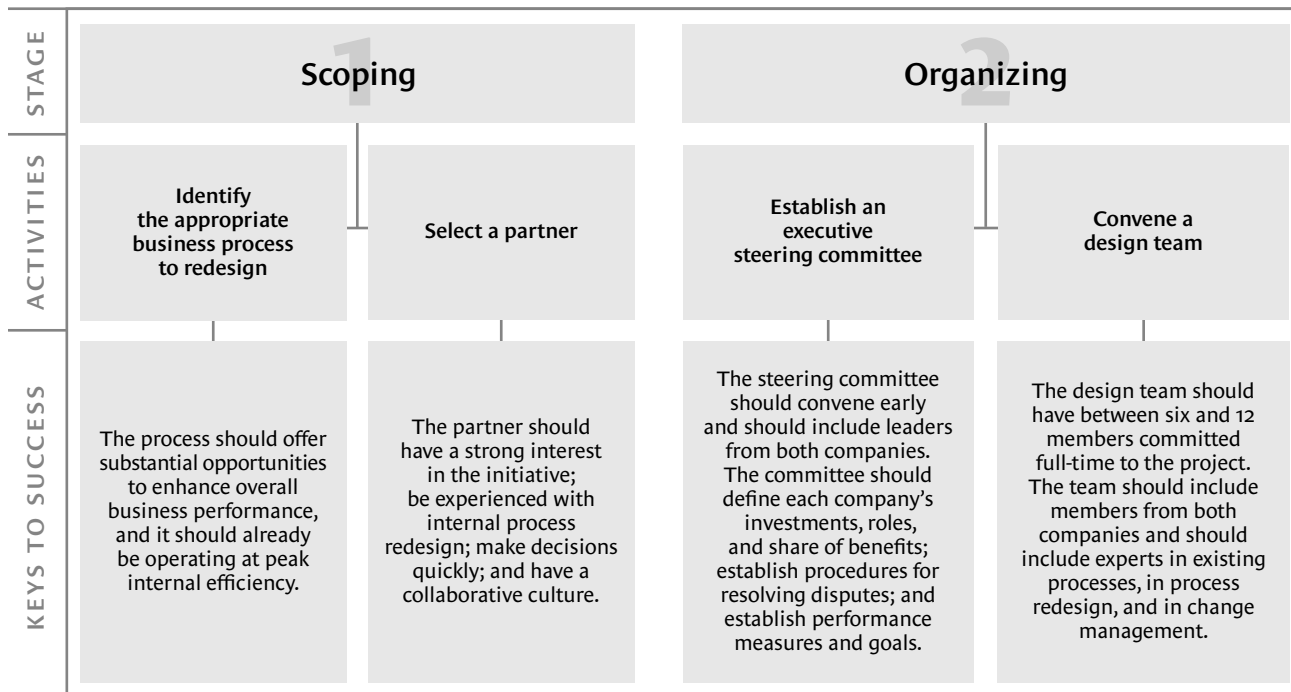 STAGE
1
Scoping
2
Organizing
ACTIVITIES
Identify
the appropriate
business process
to redesign
Select a partner
Establish an
executive
steering committee
Convene a
design team
KEYS TO SUCCESS
The process should offer
substantial opportunities
to enhance overall
business performance,
and it should already
be operating at peak
internal efficiency.
The partner should
have a strong interest
in the initiative;
be experienced with
internal process
redesign; make decisions
quickly; and have a
collaborative culture.
The steering committee
should convene early
and should include leaders
from both companies.
The committee should
define each company’s
investments, roles,
and share of benefits;
establish procedures for
resolving disputes; and
establish performance
measures and goals.
The design team should
have between six and 12
members committed
full-time to the project.
The team should include
members from both
companies and should
include experts in existing
processes, in process
redesign, and in change
management.